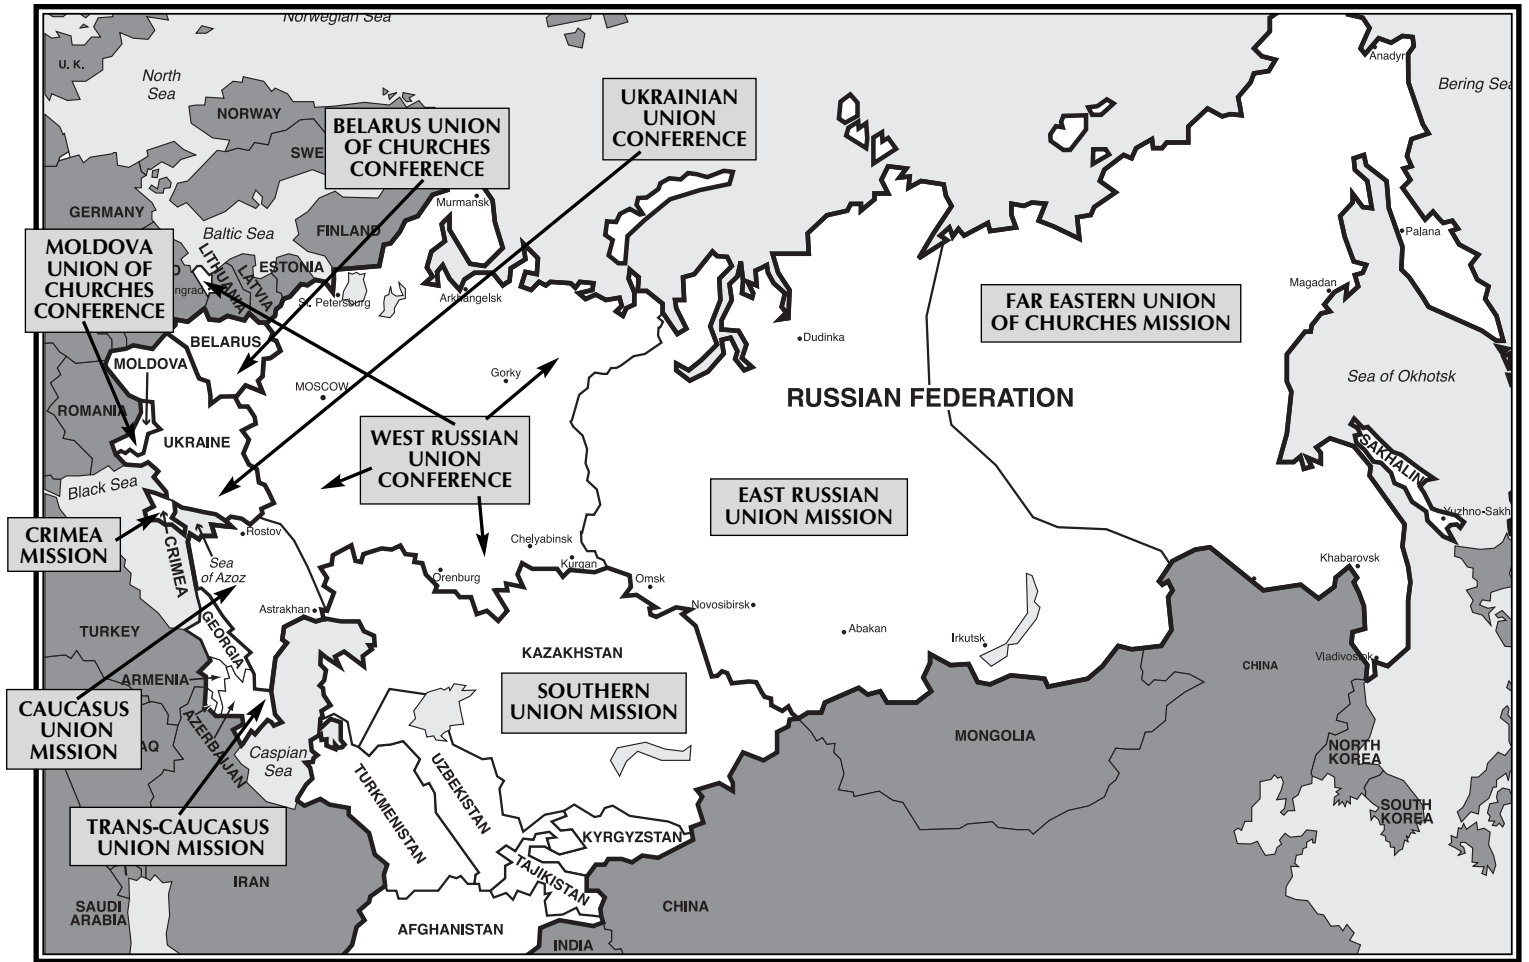 Norwegian Sea
U. K.
North
Sea
NORWAY
SWE
FINLAND
GERMANY
Baltic Sea
ESTONIA
LATVIA
LITHUANIA
BELARUS UNION
OF CHURCHES
CONFERENCE
UKRAINIAN
UNION
CONFERENCE
MOLDOVA
UNION OF
CHURCHES
CONFERENCE
Murmansk
St. Petersburg
Arkhangelsk
Anadyr
Bering Sea
Palana
Magadan
FAR EASTERN UNION
OF CHURCHES MISSION
Dudinka
BELARUS
MOLDOVA
MOSCOW
Gorky
RUSSIAN FEDERATION
Sea of Okhotsk
ROMANIA
UKRAINE
WEST RUSSIAN
UNION
CONFERENCE
SAKHALIN
Black Sea
EAST RUSSIAN
UNION MISSION
Yuzhno-Sakh
CRIMEA
MISSION
CRIMEA
Rostov
Sea
of Azoz
Chelyabinsk
Kurgan
Orenburg
Omsk
Khabarovsk
Astrakhan
Novosibirsk
Abakan
Irkutsk
Vladivostok
TURKEY
GEORGIA
KAZAKHSTAN
CHINA
ARMENIA
SOUTHERN
UNION MISSION
CAUCASUS
UNION
MISSION
AQ
AZERBAIJAN
Caspian
Sea
MONGOLIA
NORTH
KOREA
TURKMENISTAN
UZBEKISTAN
SOUTH
KOREA
TRANS-CAUCASUS
UNION MISSION
KYRGYZSTAN
TAJIKISTAN
IRAN
SAUDI
ARABIA
CHINA
AFGHANISTAN
INDIA